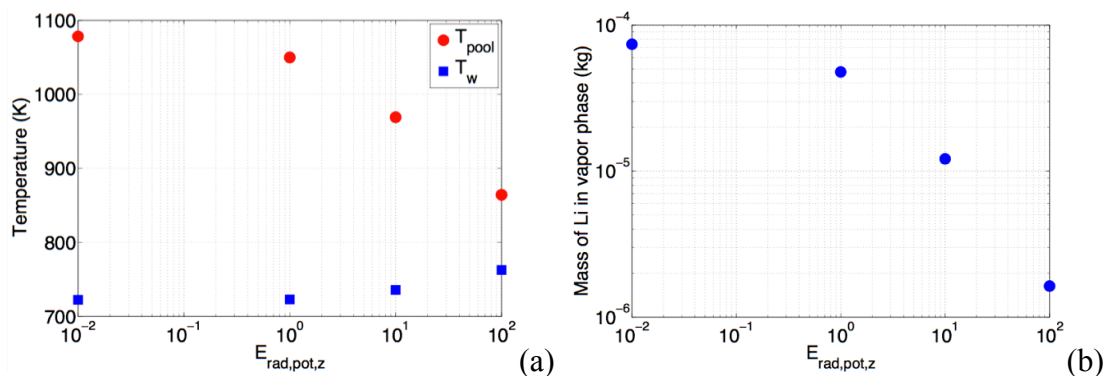 1100
1000
900
800
700
Temperature (K)
T_pool
T_w
10^-2
10^-1
10^0
10^1
10^2
E_rad,pot,z
(a)
10^-4
10^-5
10^-6
Mass of Li in vapor phase (kg)
10^-2
10^-1
10^0
10^1
10^2
E_rad,pot,z
(b)